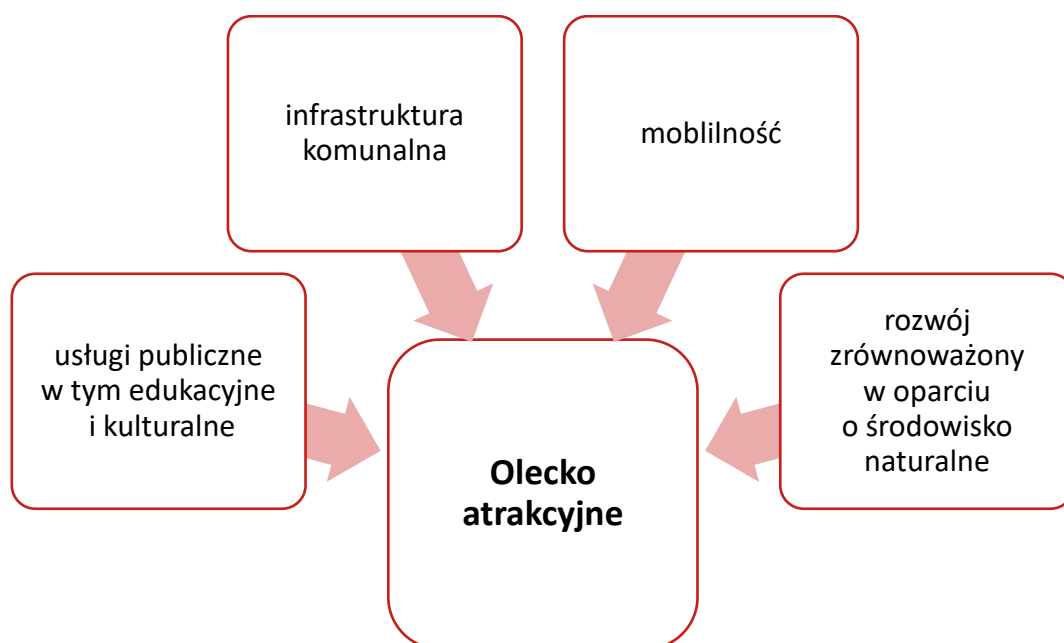 infrastruktura
komunalna
moblilność
usługi publiczne
w tym edukacyjne
i kulturalne
rozwój
zrównoważony
w oparciu
o środowisko
naturalne
Olecko
atrakcyjne